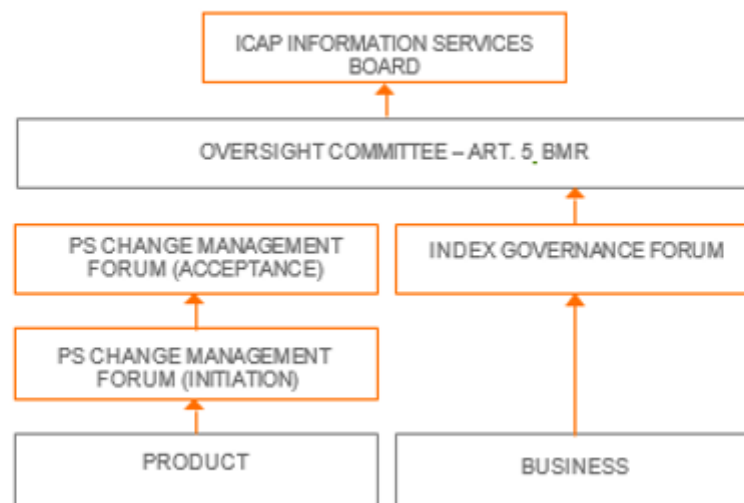 ICAP INFORMATION SERVICES
BOARD
OVERSIGHT COMMITTEE – ART. 5 BMR
PS CHANGE MANAGEMENT
FORUM (ACCEPTANCE)
INDEX GOVERNANCE FORUM
PS CHANGE MANAGEMENT
FORUM (INITIATION)
PRODUCT
BUSINESS